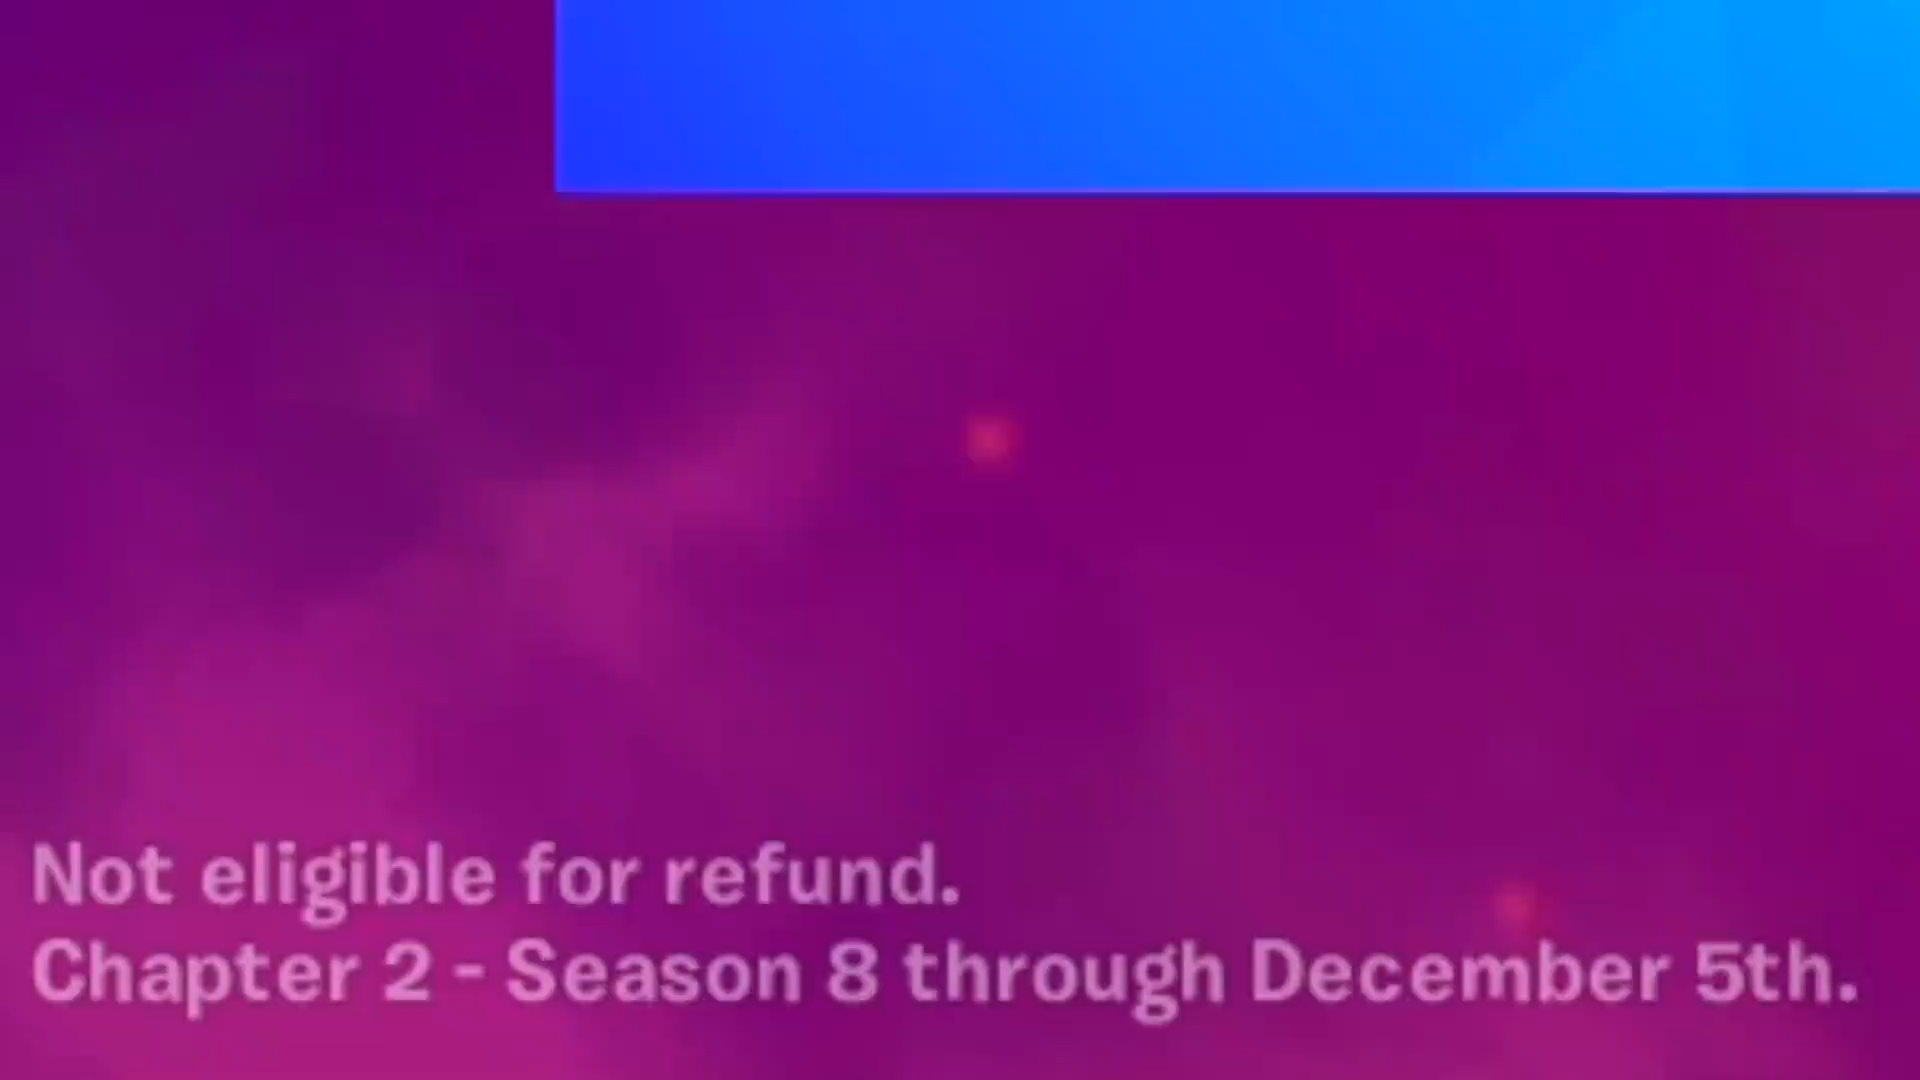 Not eligible for refund.
Chapter 2 - Season 8 through December 5th.